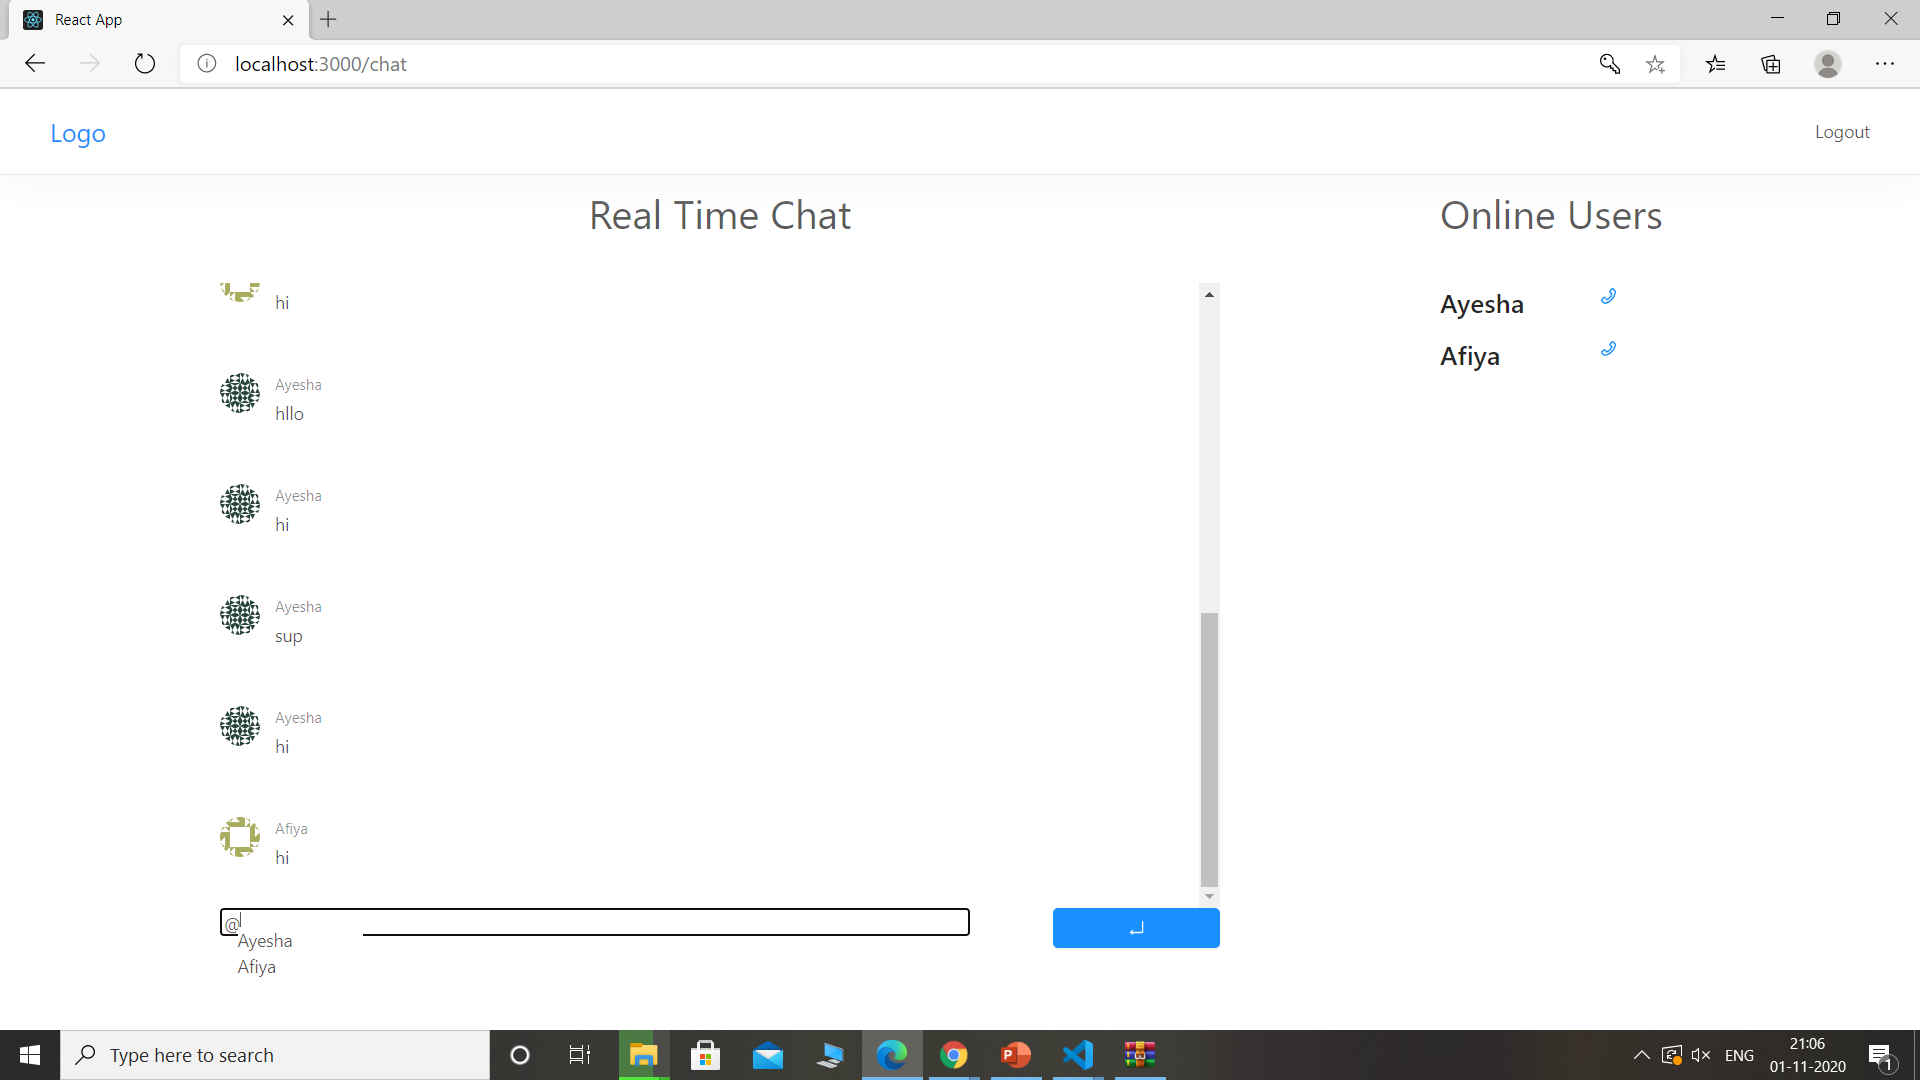 React App
localhost:3000/chat
Logo
Logout
Real Time Chat
Online Users
hi
Ayesha
hllo
Ayesha
hi
Ayesha
sup
Ayesha
hi
Afiya
hi
Ayesha
Afiya
@
Ayesha
Afiya
Type here to search
ENG
21:06
01-11-2020
1